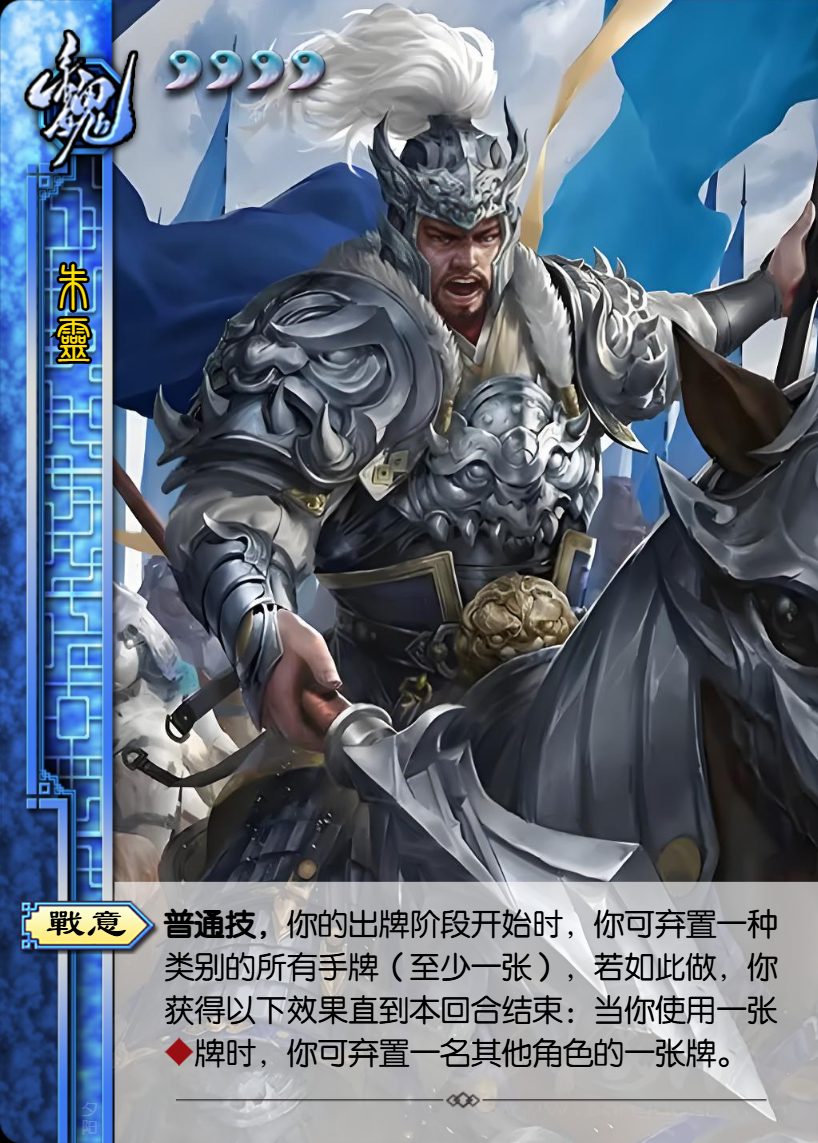 魏
朱靈
戰意
普通技，你的出牌阶段开始时，你可弃置一种
类别的所有手牌（至少一张），若如此做，你
获得以下效果直到本回合结束：当你使用一张
◆牌时，你可弃置一名其他角色的一张牌。
夕阳